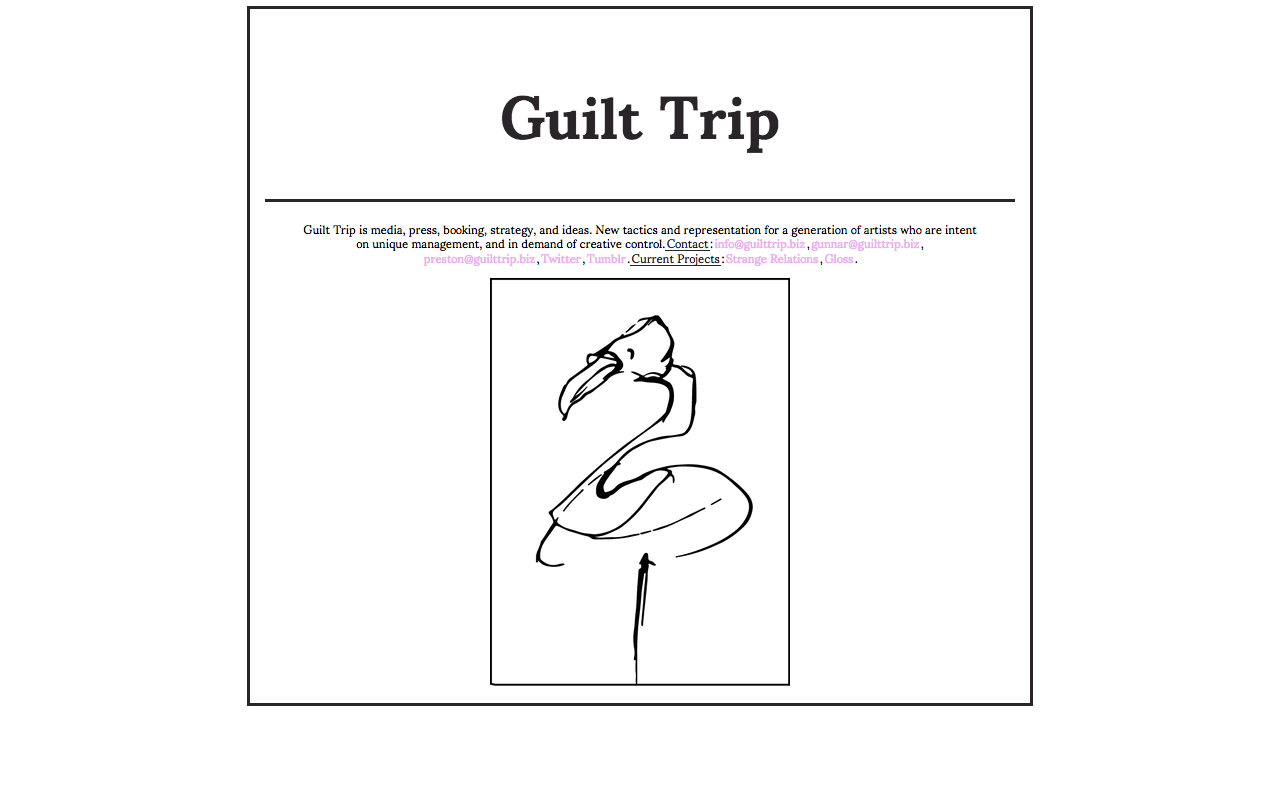 Guilt Trip
Guilt Trip is media, press, booking, strategy, and ideas. New tactics and representation for a generation of artists who are intent
on unique management, and in demand of creative control. Contact : info@guilttrip.biz , gunnar@guilttrip.biz ,
preston@guilttrip.biz , Twitter , Tumblr . Current Projects : Strange Relations , Gloss .